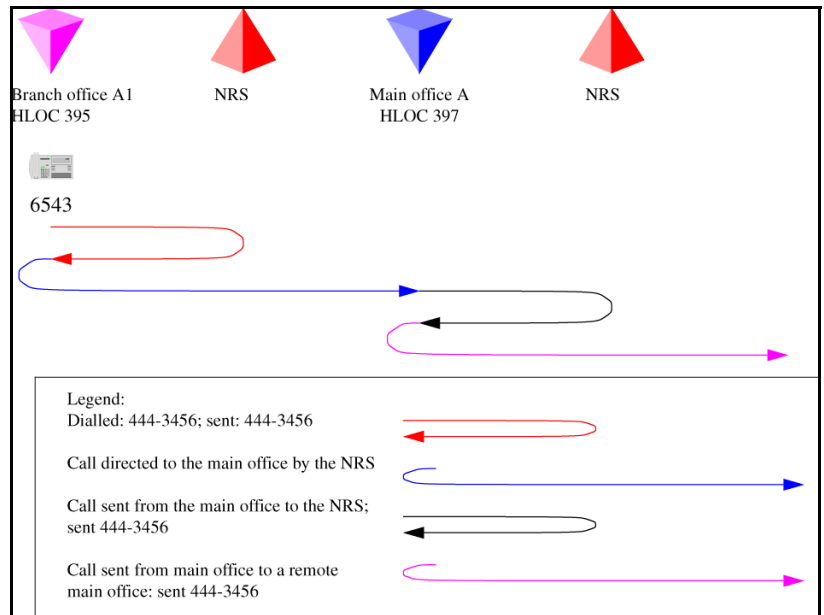 Branch office A1
HLOC 395
NRS
Main office A
HLOC 397
NRS
6543
Legend:
Dialled: 444-3456; sent: 444-3456
Call directed to the main office by the NRS
Call sent from the main office to the NRS;
sent 444-3456
Call sent from main office to a remote
main office: sent 444-3456